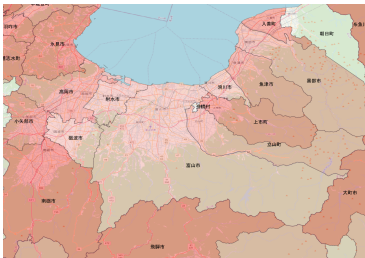 入善町
朝日町
氷見市
高岡市
射水市
滑川市
魚津市
黒部市
舟橋村
小矢部市
上市町
砺波市
立山町
富山市
大町市
南砺市
飛騨市